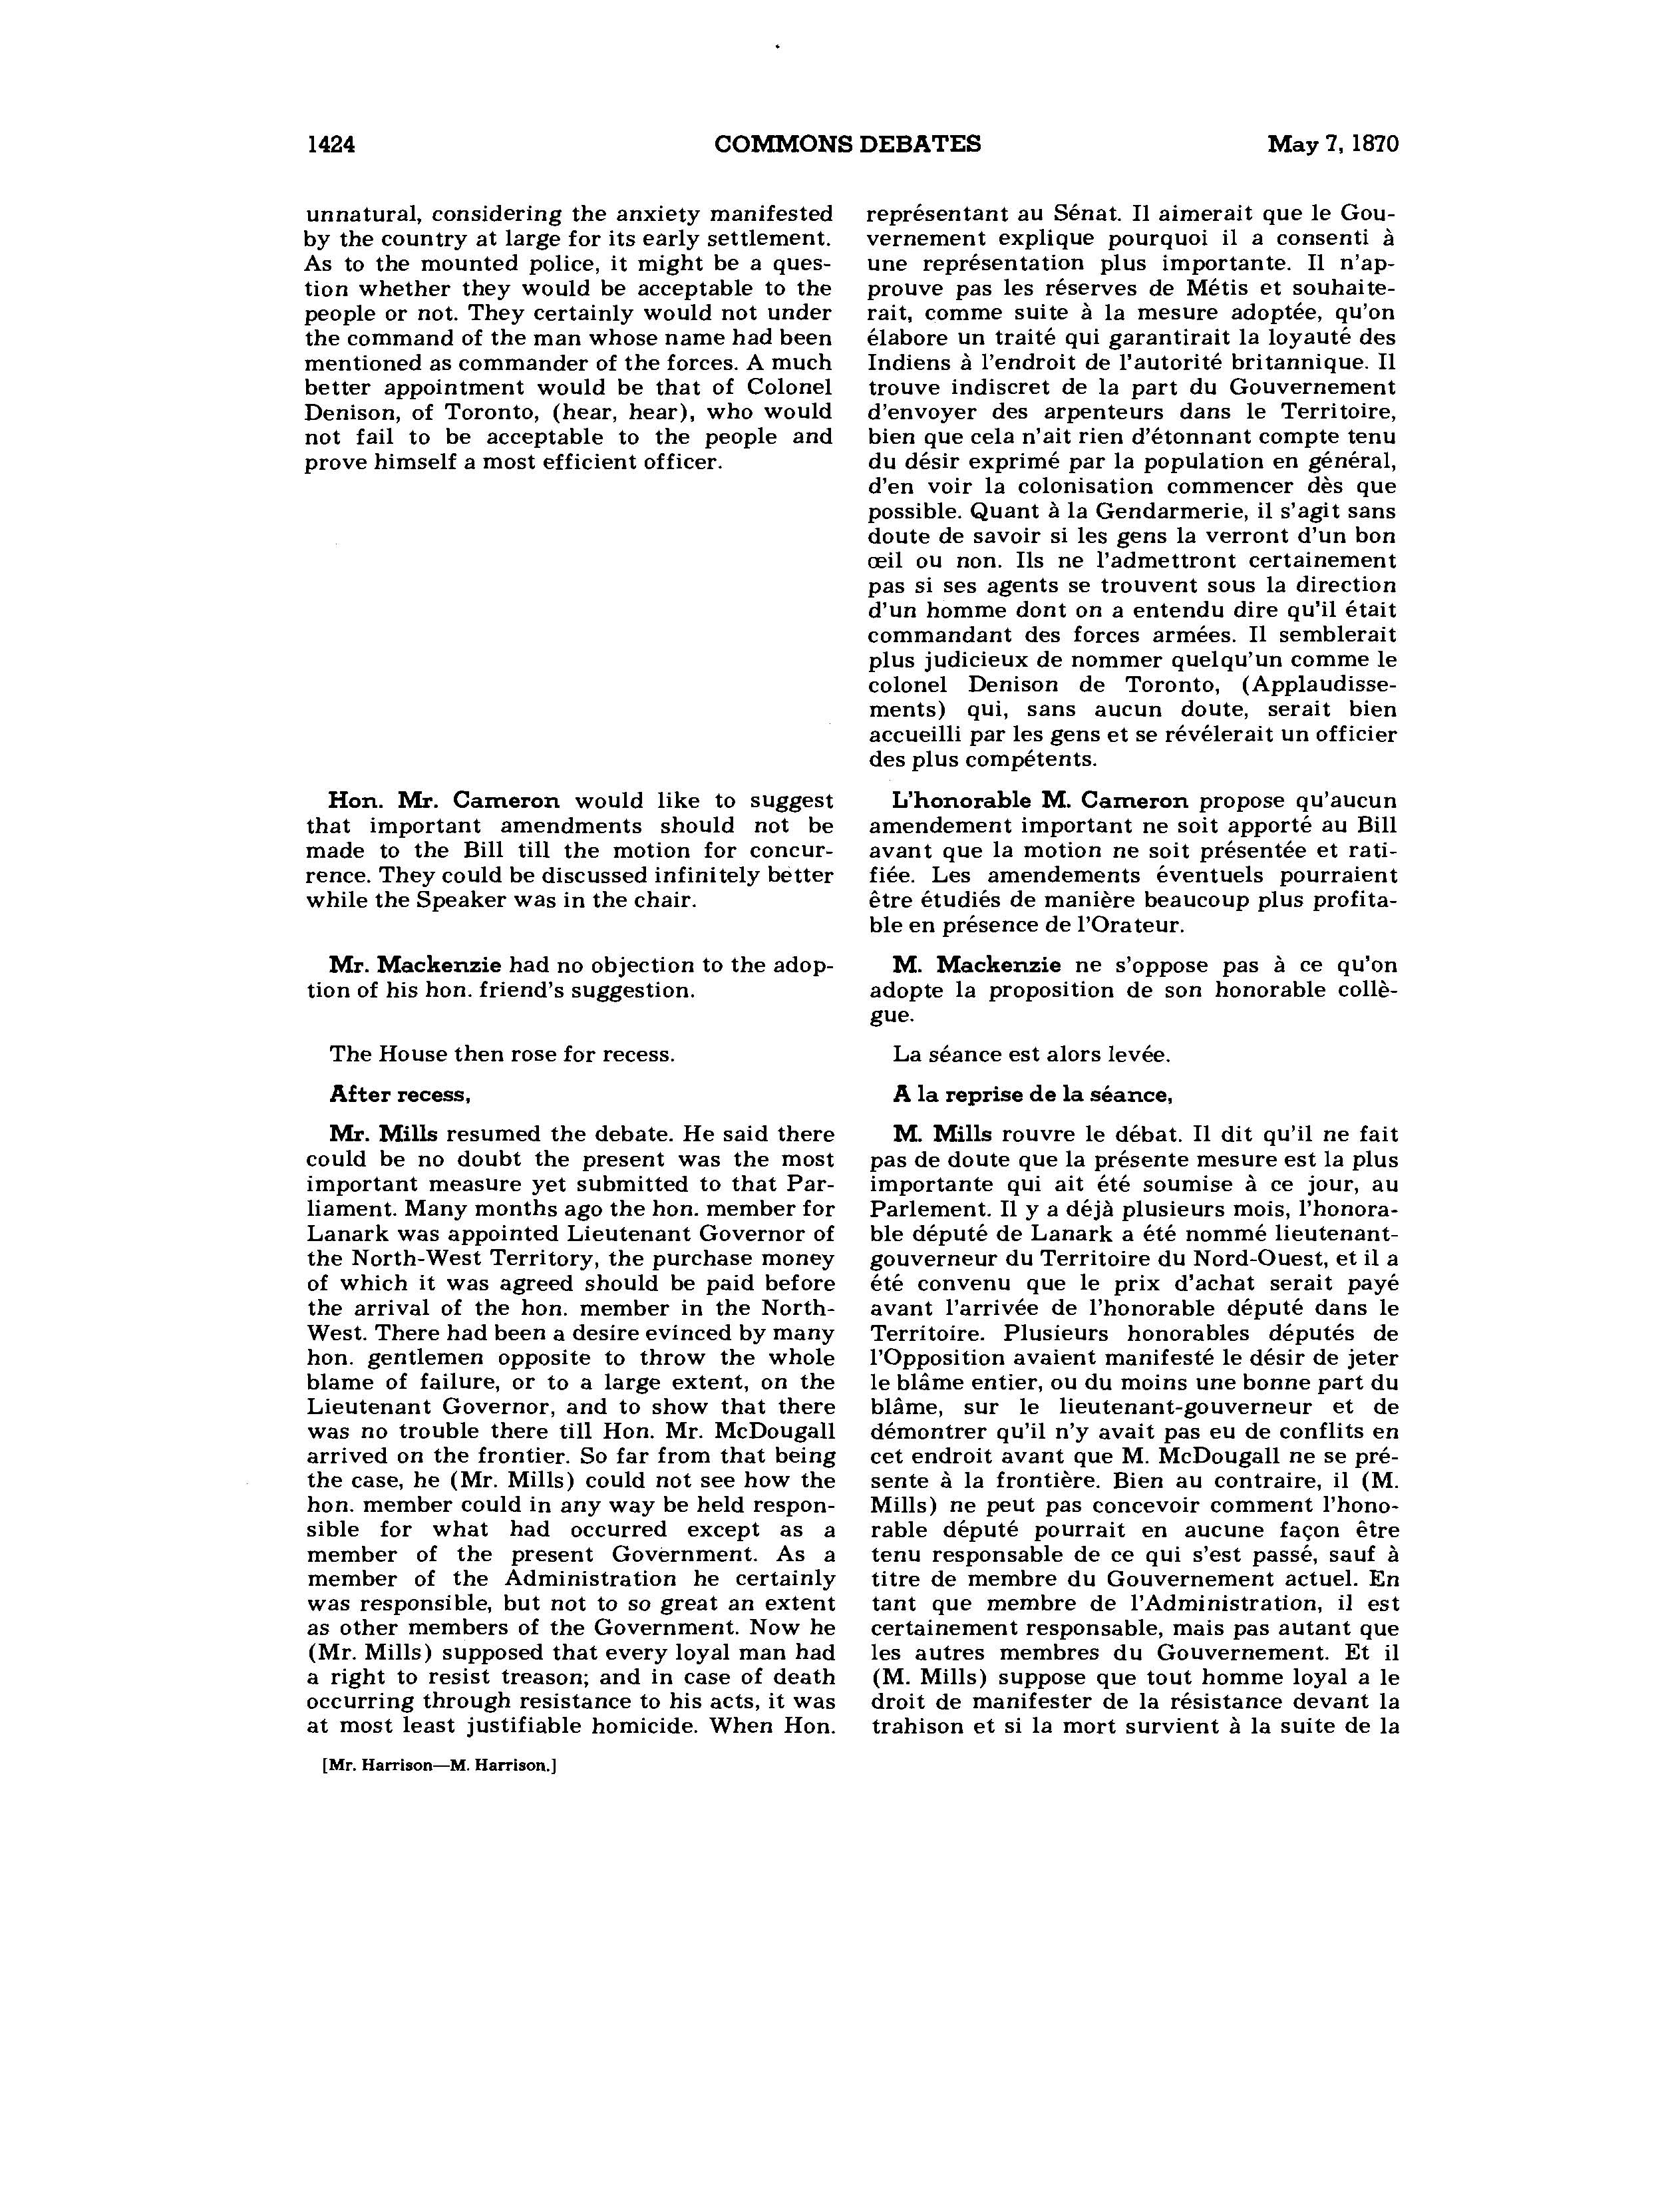 1424
COMMONS DEBATES
May 7, 1870
unnatural, considering the anxiety manifested
by the country at large for its early settlement.
As to the mounted police, it might be a ques-
tion whether they would be acceptable to the
people or not. They certainly would not under
the command of the man whose name had been
mentioned as commander of the forces. A much
better appointment would be that of Colonel
Denison, of Toronto, (hear, hear), who would
not fail to be acceptable to the people and
prove himself a most efficient officer.
Hon. Mr. Cameron would like to suggest
that important amendments should not be
made to the Bill till the motion for concur-
rence. They could be discussed infinitely better
while the Speaker was in the chair.
Mr. Mackenzie had no objection to the adop-
tion of his hon. friend's suggestion.
The House then rose for recess.
After recess,
Mr. Mills resumed the debate. He said there
could be no doubt the present was the most
important measure yet submitted to that Par-
liament. Many months ago the hon. member for
Lanark was appointed Lieutenant Governor of
the North-West Territory, the purchase money
of which it was agreed should be paid before
the arrival of the hon. member in the North-
West. There had been a desire evinced by many
hon. gentlemen opposite to throw the whole
blame of failure, or to a large extent, on the
Lieutenant Governor, and to show that there
was no trouble there till Hon. Mr. McDougall
arrived on the frontier. So far from that being
the case, he (Mr. Mills) could not see how the
hon. member could in any way be held respon-
sible for what had occurred except as a
member of the present Government. As a
member of the Administration he certainly
was responsible, but not to so great an extent
as other members of the Government. Now he
(Mr. Mills) supposed that every loyal man had
a right to resist treason; and in case of death
occurring through resistance to his acts, it was
at most least justifiable homicide. When Hon.
représentant au Sénat. Il aimerait que le Gou-
vernement explique pourquoi il a consenti à
une représentation plus importante. Il n'ap-
prouve pas les réserves de Métis et souhaite-
rait, comme suite à la mesure adoptée, qu'on
élabore un traité qui garantirait la loyauté des
Indiens à l'endroit de l'autorité britannique. Il
trouve indiscret de la part du Gouvernement
d'envoyer des arpenteurs dans le Territoire,
bien que cela n'ait rien d'étonnant compte tenu
du désir exprimé par la population en général,
d'en voir la colonisation commencer dès que
possible. Quant à la Gendarmerie, il s'agit sans
doute de savoir si les gens la verront d'un bon
œil ou non. Ils ne l'admettront certainement
pas si ses agents se trouvent sous la direction
d'un homme dont on a entendu dire qu'il était
commandant des forces armées. Il semblerait
plus judicieux de nommer quelqu'un comme le
colonel Denison de Toronto, (Applaudisse-
ments) qui, sans aucun doute, serait bien
accueilli par les gens et se révélerait un officier
des plus compétents.
L'honorable M. Cameron propose qu'aucun
amendement important ne soit apporté au Bill
avant que la motion ne soit présentée et rati-
fiée. Les amendements éventuels pourraient
être étudiés de manière beaucoup plus profita-
ble en présence de l'Orateur.
M. Mackenzie ne s'oppose pas à ce qu'on
adopte la proposition de son honorable collè-
gue.
La séance est alors levée.
A la reprise de la séance,
M. Mills rouvre le débat. Il dit qu'il ne fait
pas de doute que la présente mesure est la plus
importante qui ait été soumise à ce jour, au
Parlement. Il y a déjà plusieurs mois, l'honora-
ble député de Lanark a été nommé lieutenant-
gouverneur du Territoire du Nord-Ouest, et il a
été convenu que le prix d'achat serait payé
avant l'arrivée de l'honorable député dans le
Territoire. Plusieurs honorables députés de
l'Opposition avaient manifesté le désir de jeter
le blâme entier, ou du moins une bonne part du
blâme, sur le lieutenant-gouverneur et de
démontrer qu'il n'y avait pas eu de conflits en
cet endroit avant que M. McDougall ne se pré-
sente à la frontière. Bien au contraire, il (M.
Mills) ne peut pas concevoir comment l'hono-
rable député pourrait en aucune façon être
tenu responsable de ce qui s'est passé, sauf à
titre de membre du Gouvernement actuel. En
tant que membre de l'Administration, il est
certainement responsable, mais pas autant que
les autres membres du Gouvernement. Et il
(M. Mills) suppose que tout homme loyal a le
droit de manifester de la résistance devant la
trahison et si la mort survient à la suite de la
[Mr. Harrison—M. Harrison.]